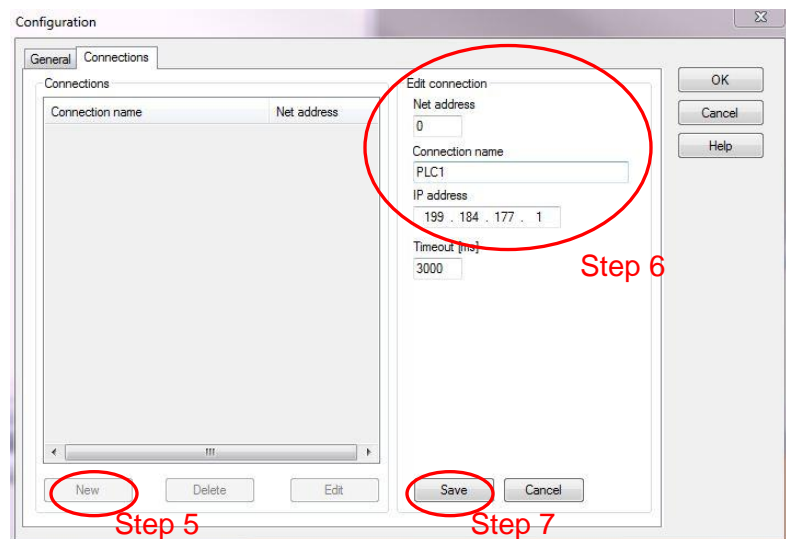 Configuration
General Connections
Connections
Connection name Net address
New Delete Edit
Step 5
Edit connection
Net address
0
Connection name
PLC1
IP address
199 . 184 . 177 . 1
Timeout [ms]
3000
Step 6
Save Cancel
Step 7
OK
Cancel
Help